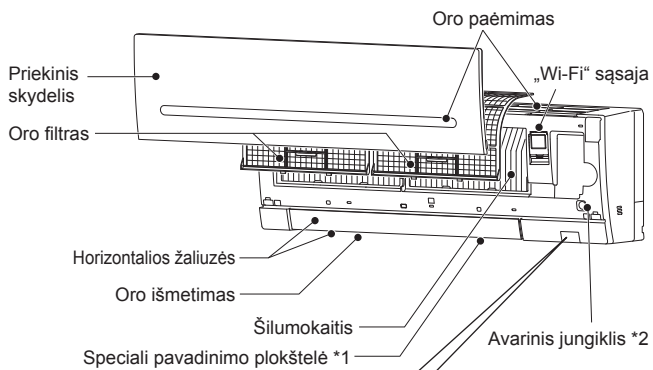 Oro paėmimas
„Wi-Fi“ sąsaja
Priekinis
skydelis
Oro filtras
Horizontalios žaliuzės
Oro išmetimas
Šilumokaitis
Avarinis jungiklis *2
Speciali pavadinimo plokštelė *1